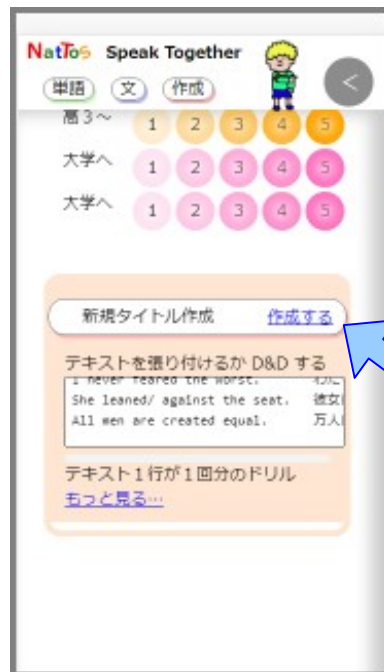 NatTos Speak Together
単語 文 作成
<
高3～ 1 2 3 4 5
大学へ 1 2 3 4 5
大学へ 1 2 3 4 5
新規タイトル作成 作成する
テキストを張り付けるか D&D する
I never feared the worst.
She leaned/ against the seat. 彼女
All men are created equal. 万人
テキスト1行が1回分のドリル
もっと見る…